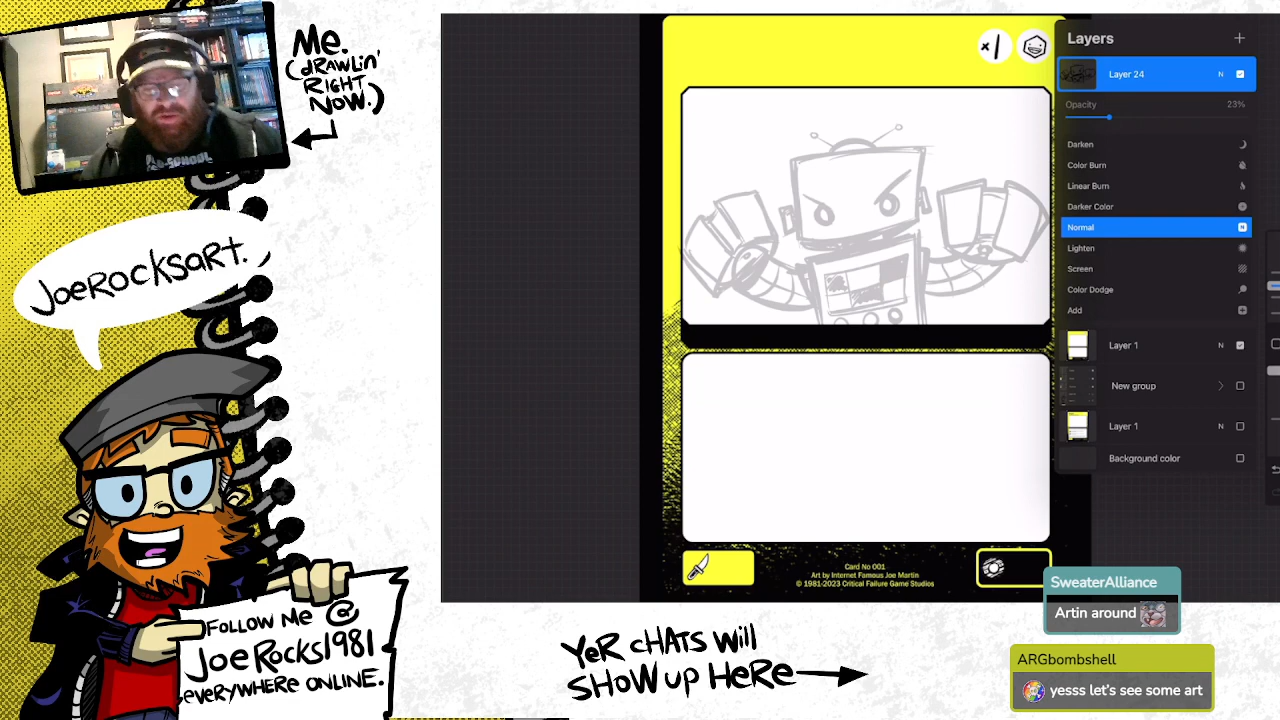 Me.
(drawlin'
right
now.)
JoeRocksart.
Follow me @
JoeRocks1981
everywhere online.
x1
Card No 001
Art by Internet Famous Joe Martin
© 1981-2023 Critical Failure Game Studios
Layers
Layer 24 N
Opacity 23%
Darken
Color Burn
Linear Burn
Darker Color
Normal
Lighten
Screen
Color Dodge
Add
Layer 1 N
New group
Layer 1 N
Background color
Yer chats will
show up here
SweaterAlliance
Artin around
ARGbombshell
yesss let's see some art